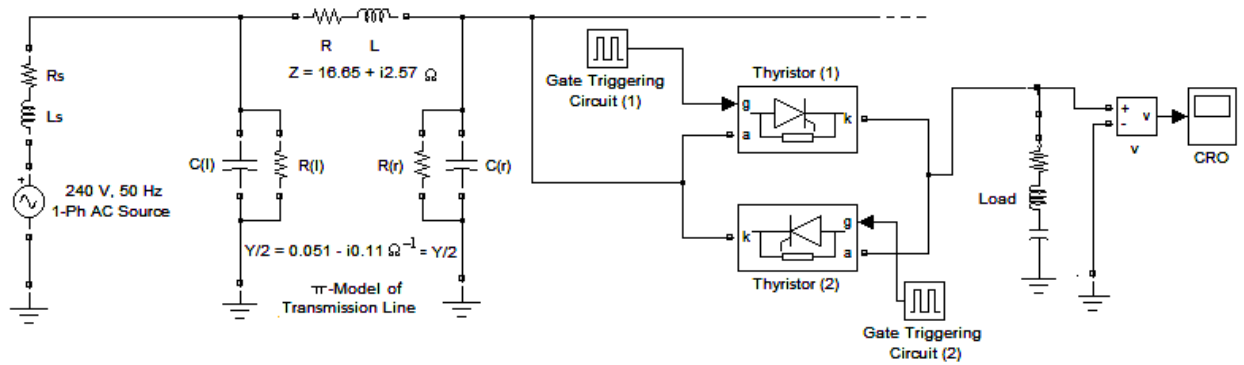 Rs
Ls
240 V, 50 Hz
1-Ph AC Source
R L
Z = 16.65 + i2.57 Ω
C(l)
R(l)
R(r)
C(r)
Y/2 = 0.051 - i0.11 Ω⁻¹ = Y/2
π-Model of
Transmission Line
Gate Triggering
Circuit (1)
Thyristor (1)
g
a
k
k
g
a
Thyristor (2)
Gate Triggering
Circuit (2)
Load
+
-
v
v
CRO